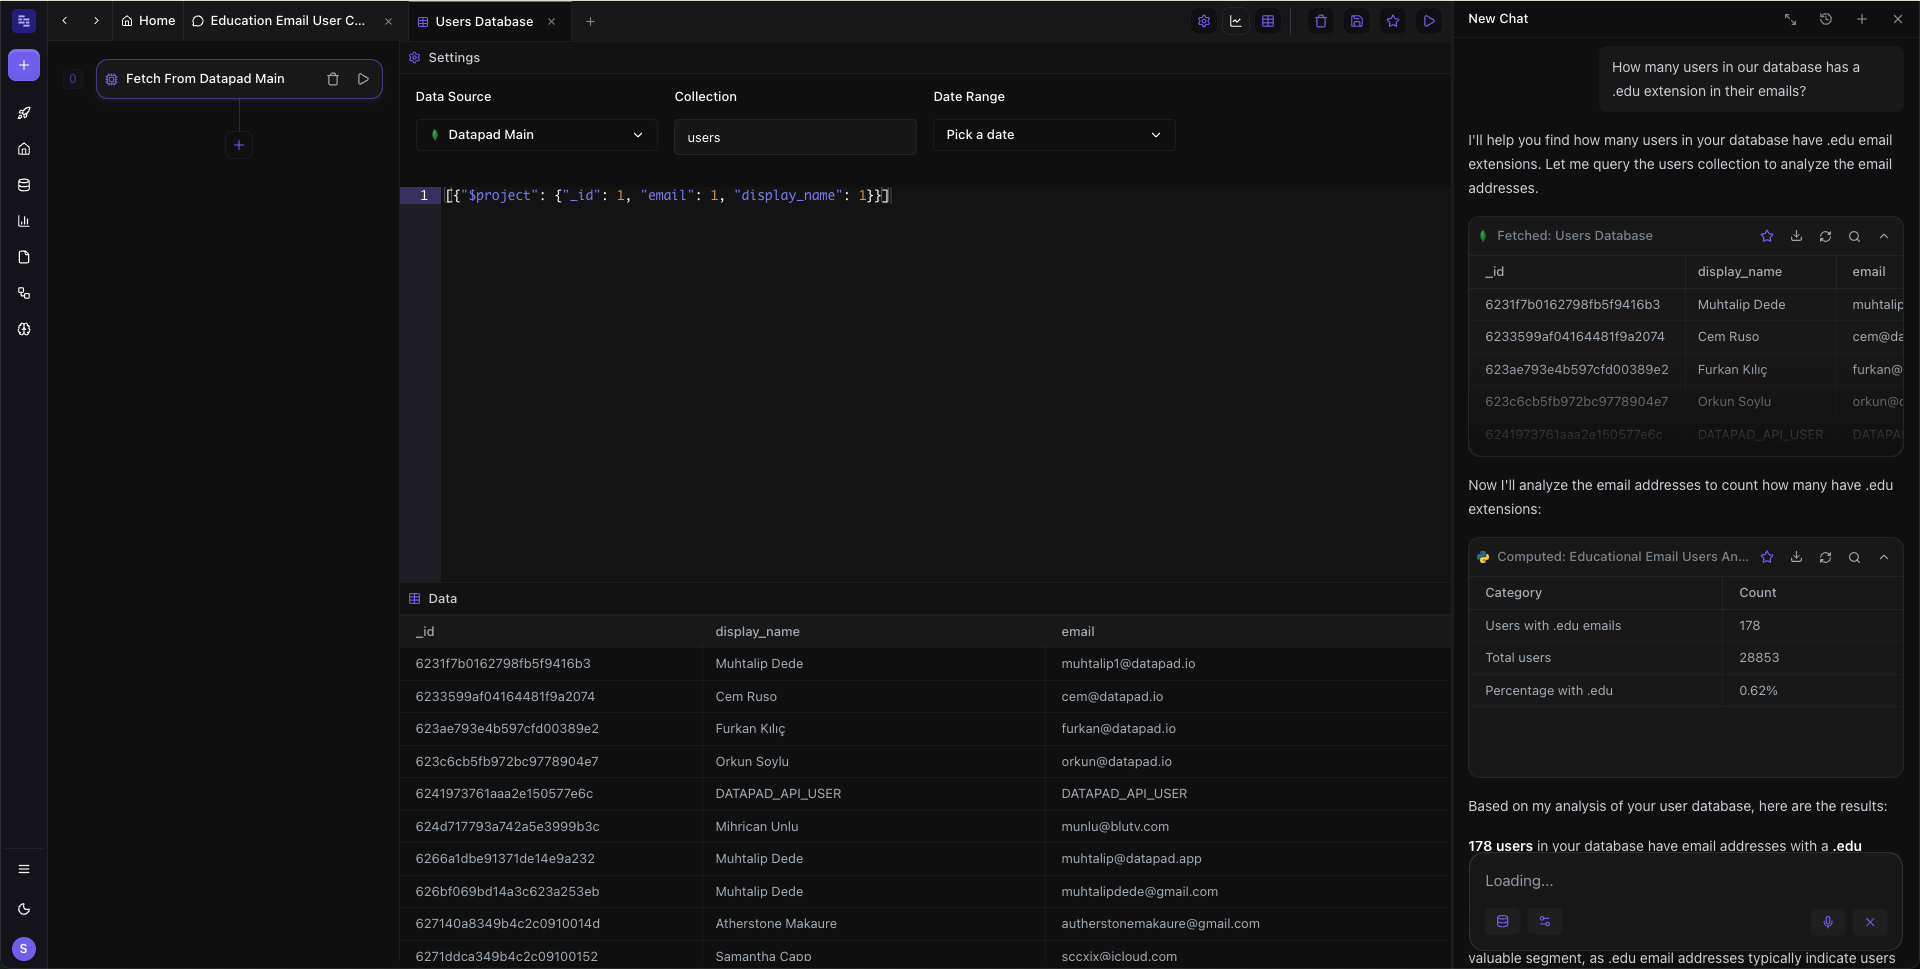 Home
Education Email User C...
Users Database
0
Fetch From Datapad Main
Settings
Data Source
Collection
Date Range
Datapad Main
users
Pick a date
1
[{"$project": {"_id": 1, "email": 1, "display_name": 1}}]
Data
_id display_name email
6231f7b0162798fb5f9416b3 Muhtalip Dede muhtalip1@datapad.io
6233599af04164481f9a2074 Cem Ruso cem@datapad.io
623ae793e4b597cfd00389e2 Furkan Kılıç furkan@datapad.io
623c6cb5fb972bc9778904e7 Orkun Soylu orkun@datapad.io
6241973761aaa2e150577e6c DATAPAD_API_USER DATAPAD_API_USER
624d717793a742a5e3999b3c Mihrican Unlu munlu@blutv.com
6266a1dbe91371de14e9a232 Muhtalip Dede muhtalip@datapad.app
626bf069bd14a3c623a253eb Muhtalip Dede muhtalipdede@gmail.com
627140a8349b4c2c0910014d Atherstone Makaure autherstonemakaure@gmail.com
6271ddca349b4c2c09100152 Samantha Capp sccxix@icloud.com
S
New Chat
How many users in our database has a
.edu extension in their emails?
I'll help you find how many users in your database have .edu email
extensions. Let me query the users collection to analyze the email
addresses.
Fetched: Users Database
_id display_name email
6231f7b0162798fb5f9416b3 Muhtalip Dede muhtalip
6233599af04164481f9a2074 Cem Ruso cem@da
623ae793e4b597cfd00389e2 Furkan Kılıç furkan@
623c6cb5fb972bc9778904e7 Orkun Soylu orkun@d
6241973761aaa2e150577e6c DATAPAD_API_USER DATAPA
Now I'll analyze the email addresses to count how many have .edu
extensions:
Computed: Educational Email Users An...
Category Count
Users with .edu emails 178
Total users 28853
Percentage with .edu 0.62%
Based on my analysis of your user database, here are the results:
178 users in your database have email addresses with a .edu
Loading...
valuable segment, as .edu email addresses typically indicate users